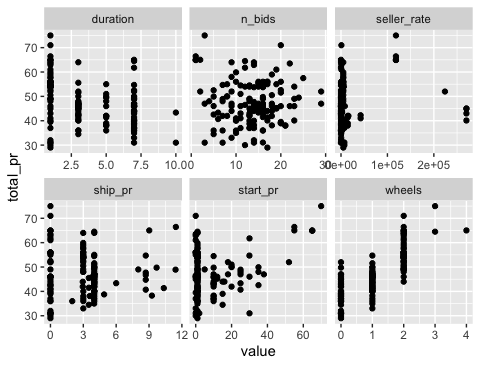 duration n_bids seller_rate
70
60
50
40
30
2.5 5.0 7.5 10.0 0 10 20 30 0e+00 1e+05 2e+05
total_pr
ship_pr start_pr wheels
70
60
50
40
30
0 3 6 9 12 0 20 40 60 0 1 2 3 4
value